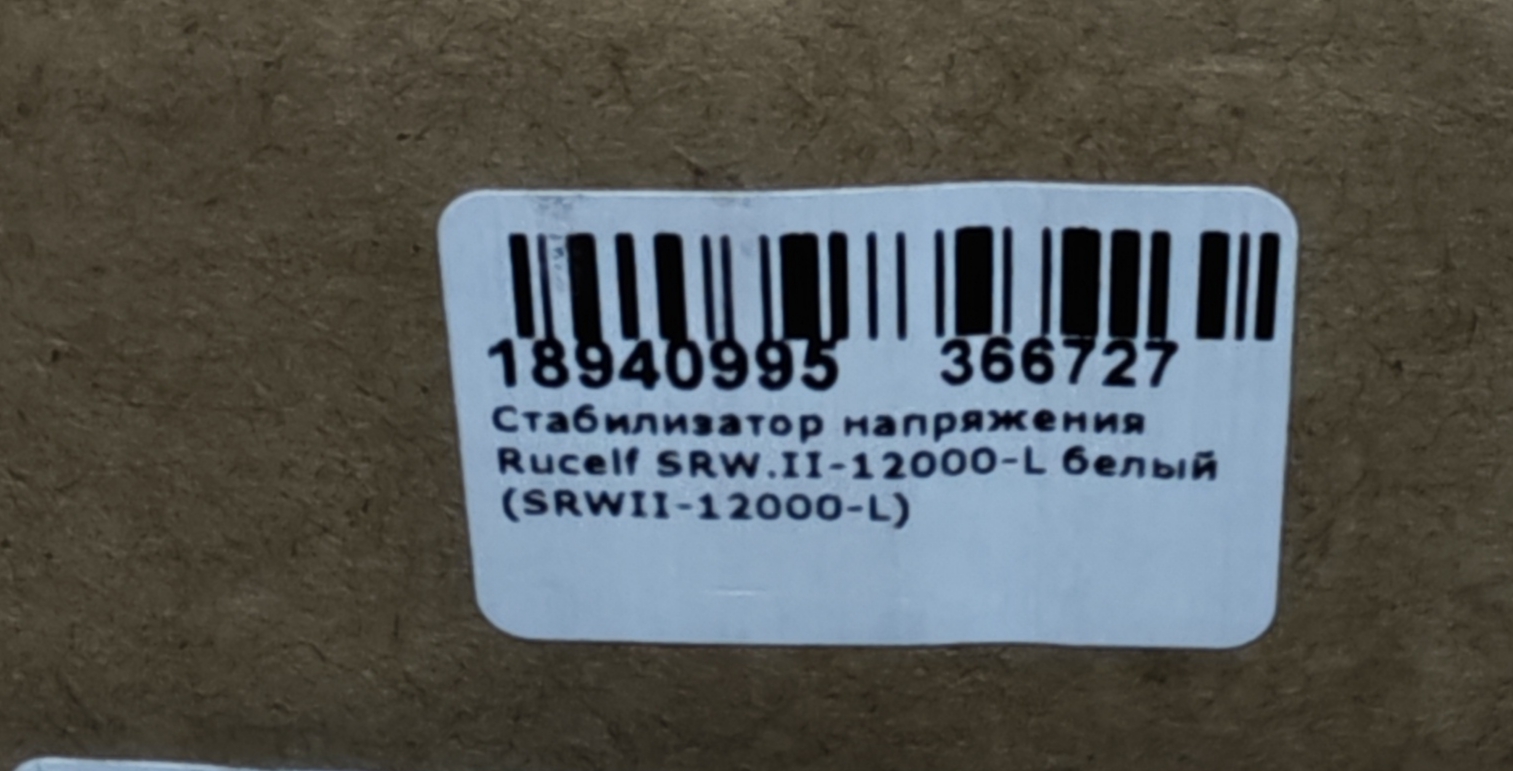 18940995 366727
Стабилизатор напряжения
Rucelf SRW.II-12000-L белый
(SRWII-12000-L)